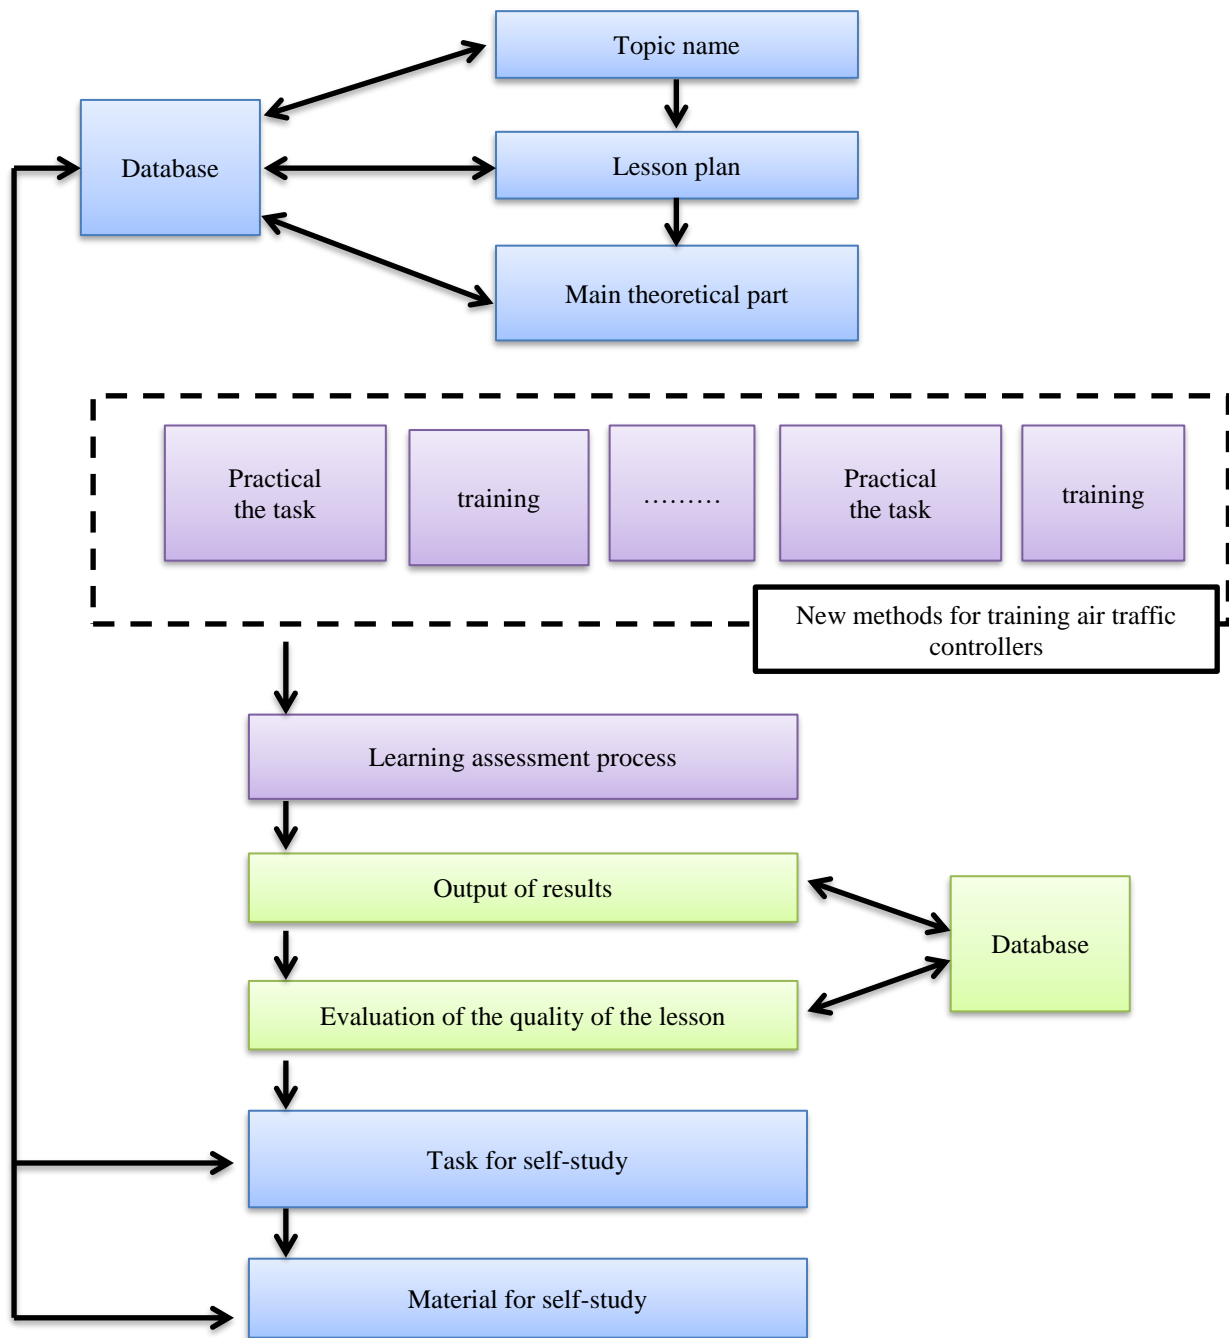 Topic name
Database
Lesson plan
Main theoretical part
Practical
the task
training
………
Practical
the task
training
New methods for training air traffic
controllers
Learning assessment process
Output of results
Database
Evaluation of the quality of the lesson
Task for self-study
Material for self-study